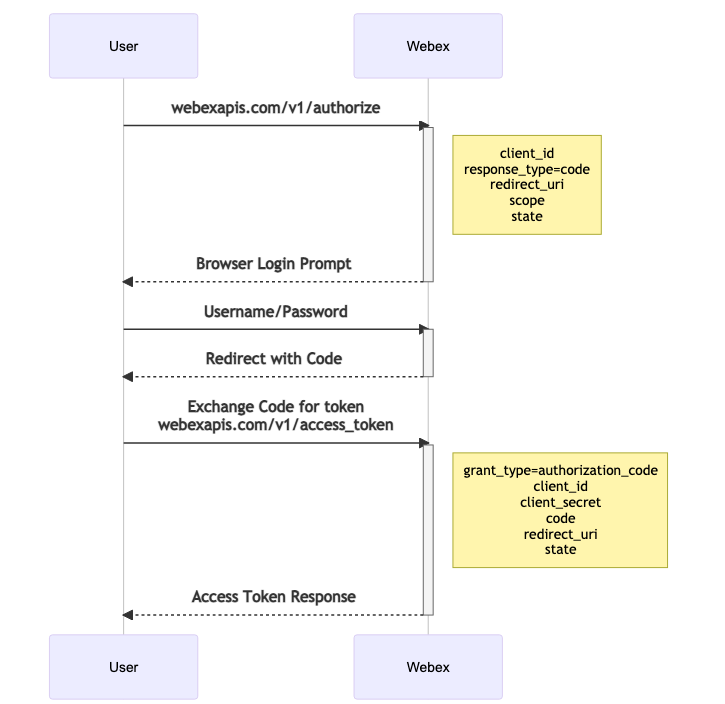 User
Webex
webexapis.com/v1/authorize
client_id
response_type=code
redirect_uri
scope
state
Browser Login Prompt
Username/Password
Redirect with Code
Exchange Code for token
webexapis.com/v1/access_token
grant_type=authorization_code
client_id
client_secret
code
redirect_uri
state
Access Token Response
User
Webex